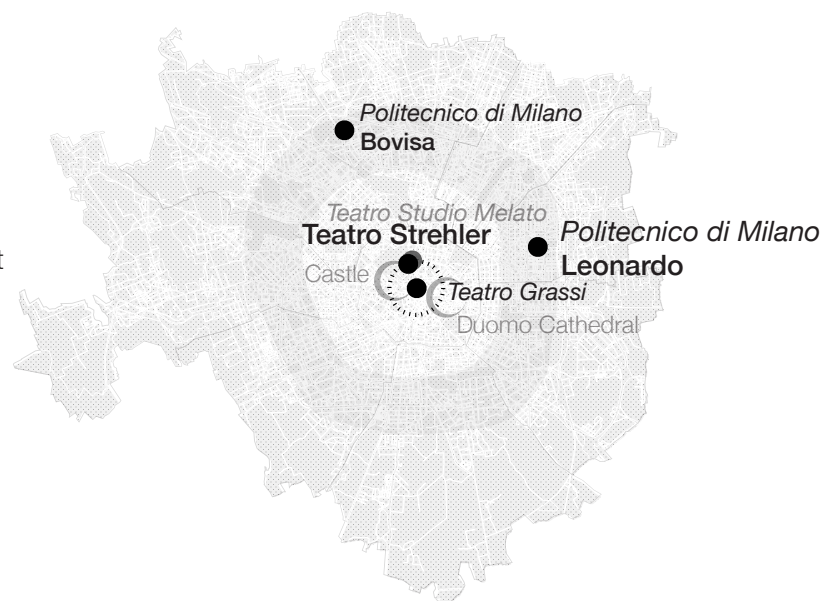 Politecnico di Milano
Bovisa
Teatro Studio Melato
Teatro Strehler
Politecnico di Milano
Leonardo
t
Castle
Teatro Grassi
Duomo Cathedral